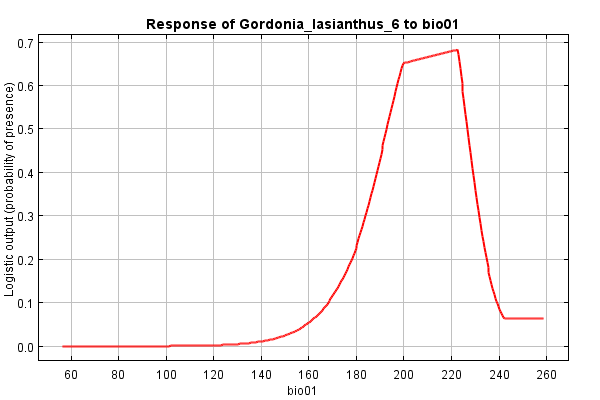 Response of Gordonia_lasianthus_6 to bio01
Logistic output (probability of presence)
0.7
0.6
0.5
0.4
0.3
0.2
0.1
0.0
60 80 100 120 140 160 180 200 220 240 260
bio01